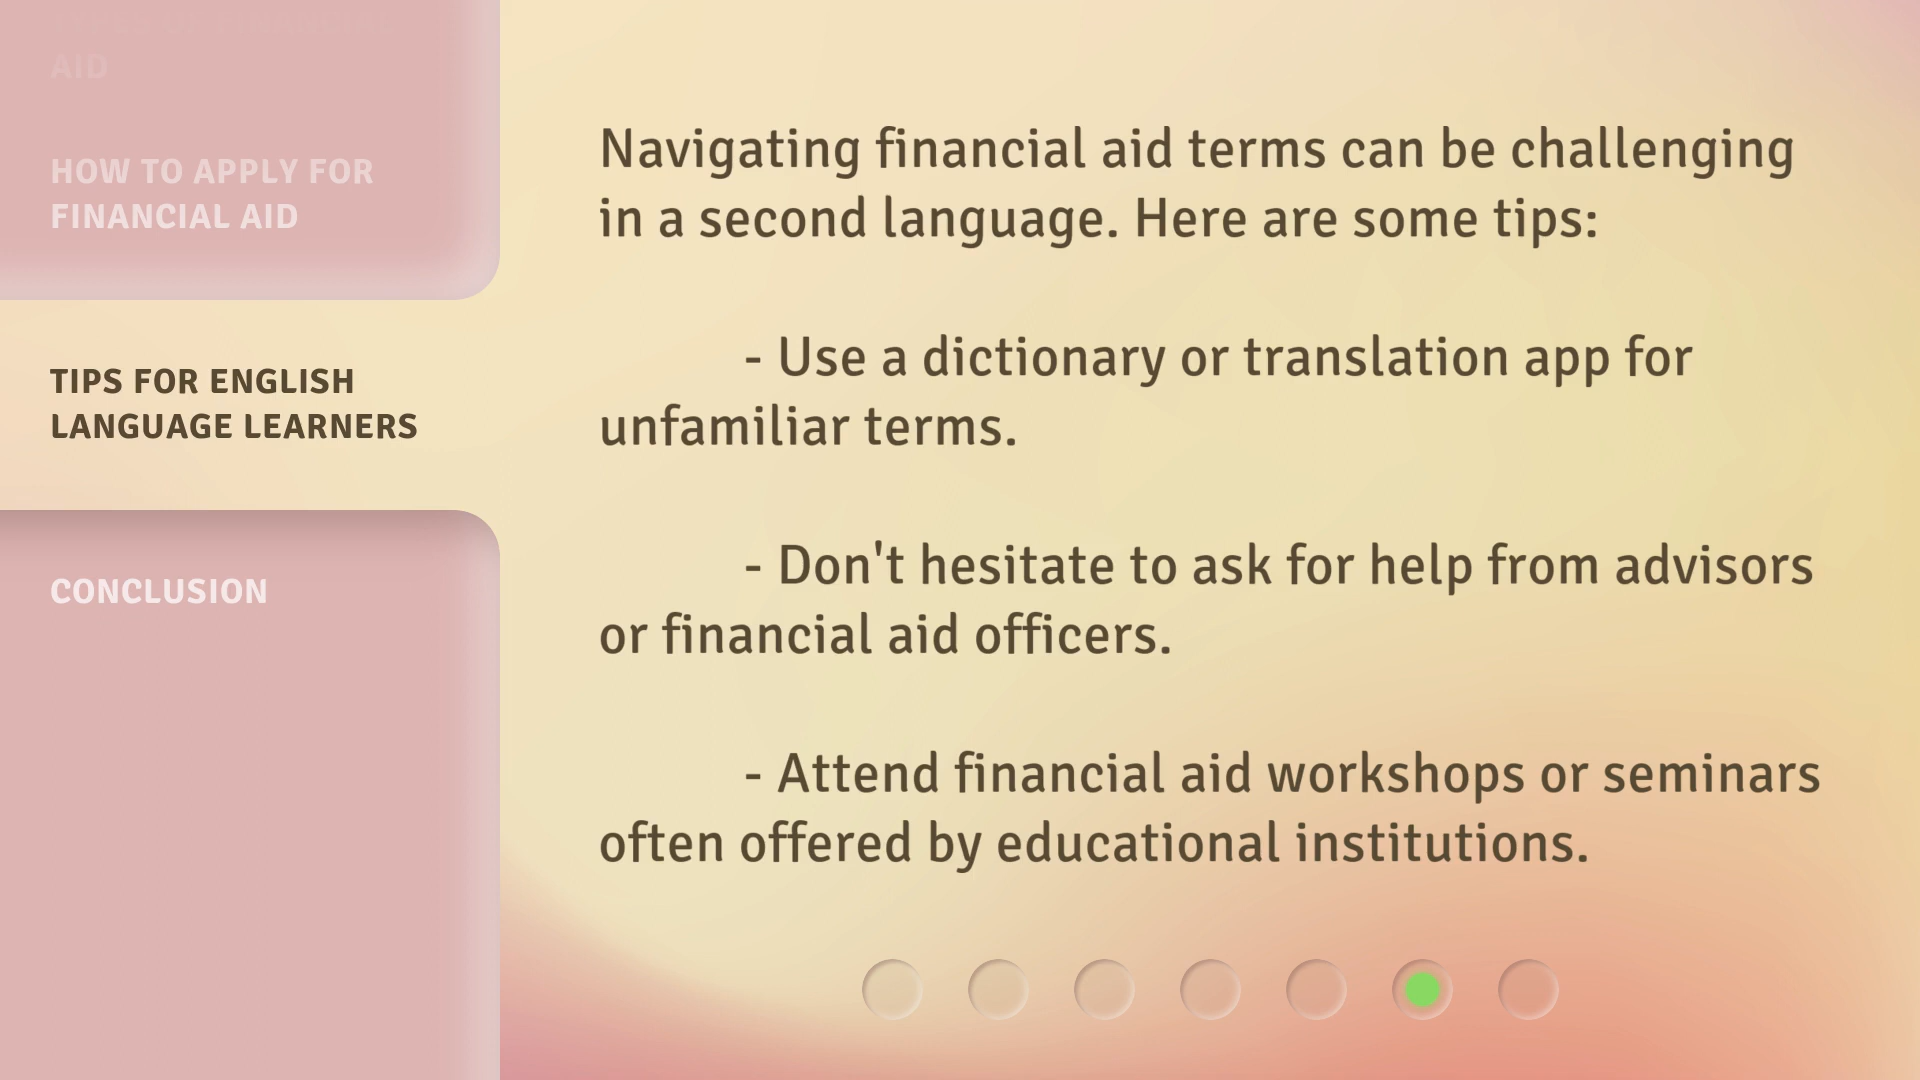 AID
HOW TO APPLY FOR
FINANCIAL AID
TIPS FOR ENGLISH
LANGUAGE LEARNERS
CONCLUSION
Navigating financial aid terms can be challenging
in a second language. Here are some tips:
- Use a dictionary or translation app for
unfamiliar terms.
- Don't hesitate to ask for help from advisors
or financial aid officers.
- Attend financial aid workshops or seminars
often offered by educational institutions.